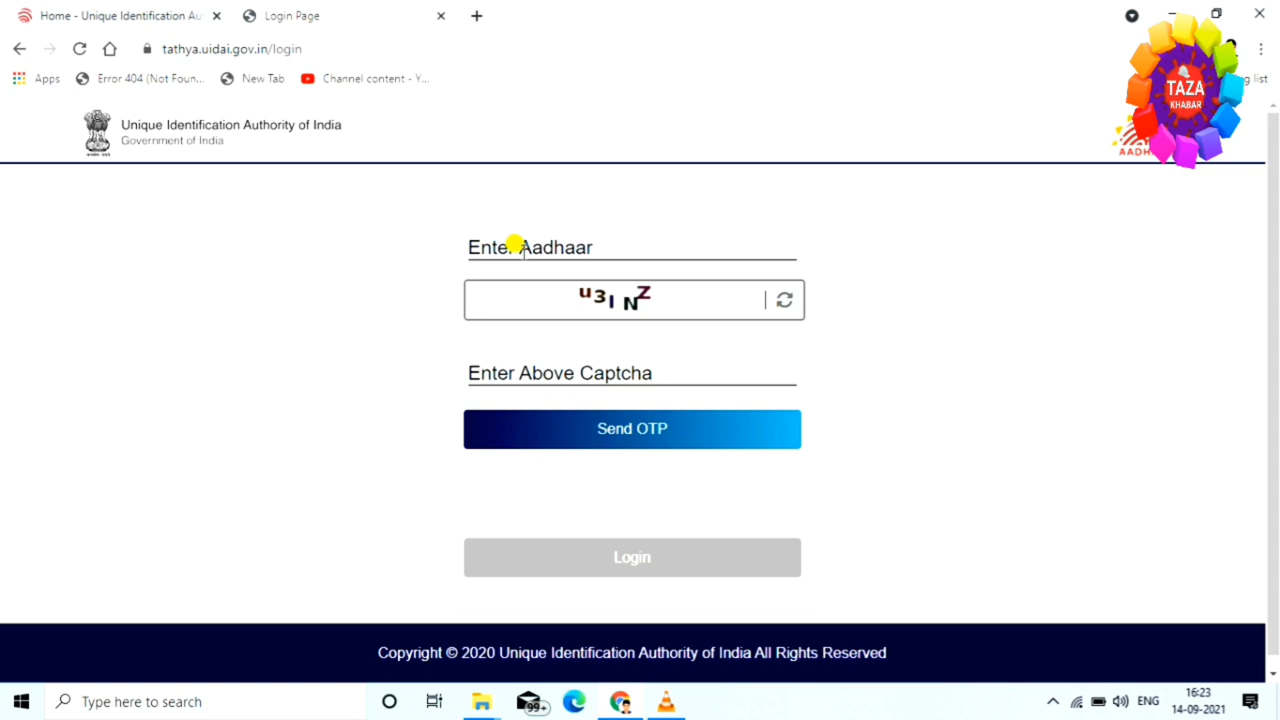 Home - Unique Identification Au
Login Page
tathya.uidai.gov.in/login
Apps
Error 404 (Not Foun...
New Tab
Channel content - Y...
g list
TAZA
KHABAR
Unique Identification Authority of India
Government of India
AADH
Enter Aadhaar
u3INZ
Enter Above Captcha
Send OTP
Login
Copyright © 2020 Unique Identification Authority of India All Rights Reserved
Type here to search
99+
ENG
16:23
14-09-2021